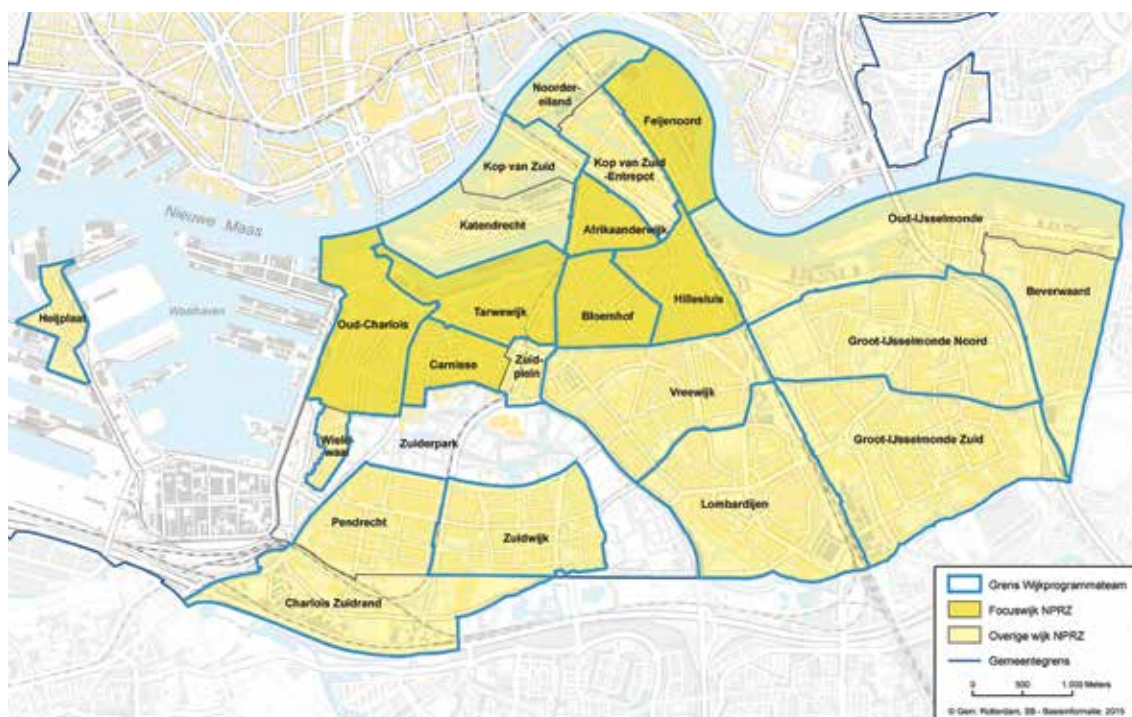 Noorder-
eiland
Feijenoord
Kop van Zuid
Kop van Zuid
-Entrepot
Nieuwe Maas
Katendrecht
Afrikaanderwijk
Oud-IJsselmonde
Heijplaat
Waalhaven
Oud-Charlois
Tarwewijk
Bloemhof
Hillesluis
Beverwaard
Carnisse
Zuid-
plein
Groot-IJsselmonde Noord
Vreewijk
Wiele-
waal
Zuiderpark
Groot-IJsselmonde Zuid
Pendrecht
Zuidwijk
Lombardijen
Charlois Zuidrand
Grens Wijkprogrammateam
Focuswijk NPRZ
Overige wijk NPRZ
Gemeentegrens
0 500 1.000 Meters
© Gem. Rotterdam, SB - Basisinformatie, 2015